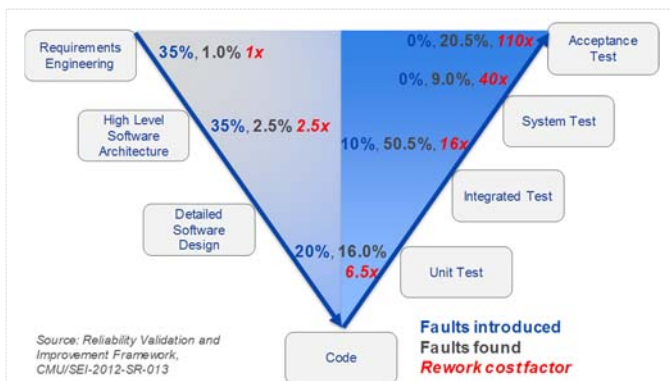 Requirements
Engineering
35%, 1.0% 1x
0%, 20.5%, 110x
Acceptance
Test
0%, 9.0%, 40x
High Level
Software
Architecture
35%, 2.5% 2.5x
10%, 50.5%, 16x
System Test
Integrated Test
Detailed
Software
Design
20%, 16.0%
6.5x
Unit Test
Code
Source: Reliability Validation and
Improvement Framework,
CMU/SEI-2012-SR-013
Faults introduced
Faults found
Rework cost factor